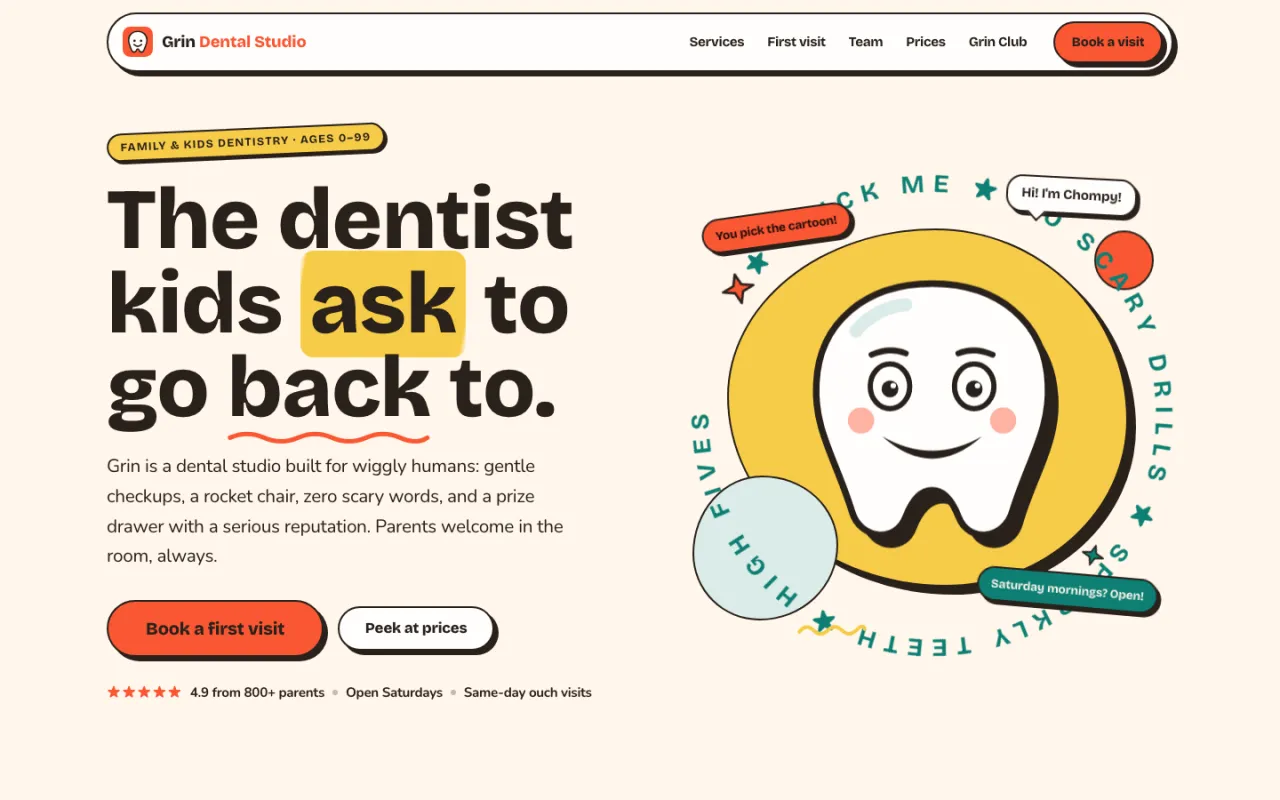 Grin Dental Studio
Services
First visit
Team
Prices
Grin Club
Book a visit
FAMILY & KIDS DENTISTRY · AGES 0–99
The dentist
kids ask to
go back to.
Grin is a dental studio built for wiggly humans: gentle
checkups, a rocket chair, zero scary words, and a prize
drawer with a serious reputation. Parents welcome in the
room, always.
Book a first visit
Peek at prices
★★★★★ 4.9 from 800+ parents • Open Saturdays • Same-day ouch visits
You pick the cartoon!
Hi! I'm Chompy!
Saturday mornings? Open!
CK ME ★ O SCARY DRILLS ★ SP RKLY TEETH ★ HIGH FIVES ★